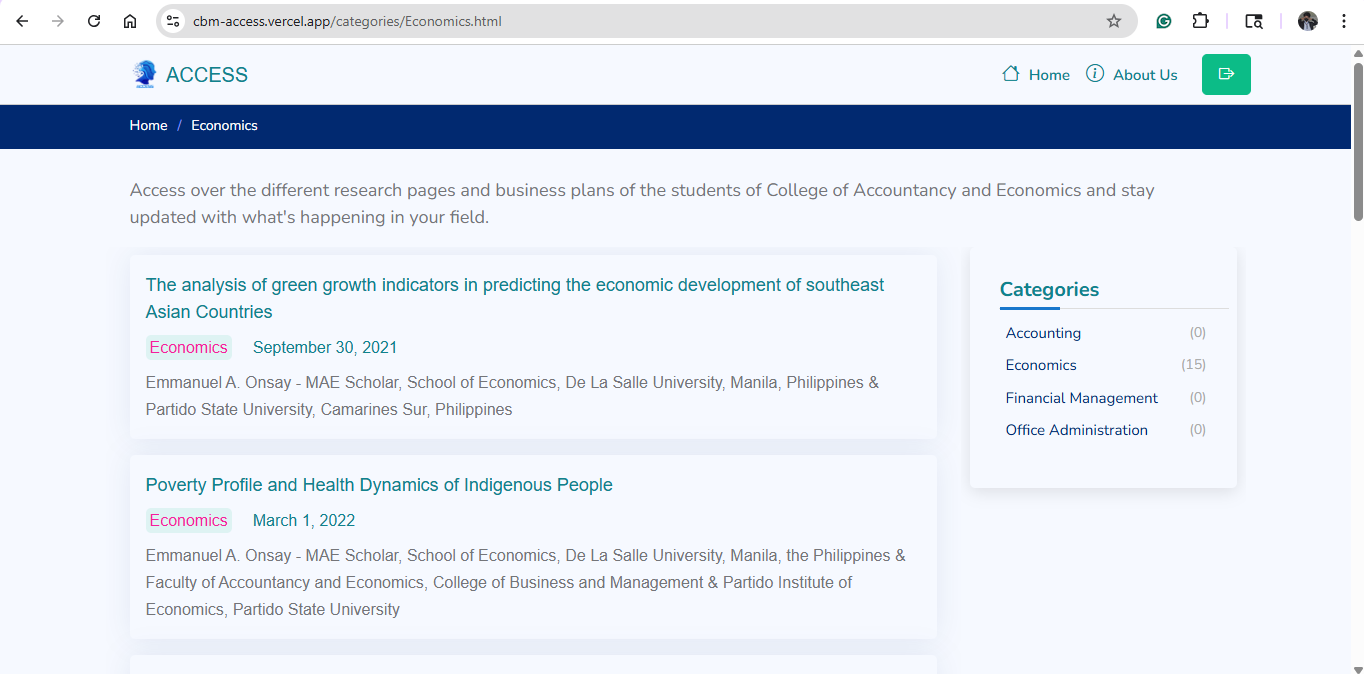 cbm-access.vercel.app/categories/Economics.html
ACCESS
Home
About Us
Home / Economics
Access over the different research pages and business plans of the students of College of Accountancy and Economics and stay
updated with what's happening in your field.
The analysis of green growth indicators in predicting the economic development of southeast
Asian Countries
Economics September 30, 2021
Emmanuel A. Onsay - MAE Scholar, School of Economics, De La Salle University, Manila, Philippines &
Partido State University, Camarines Sur, Philippines
Poverty Profile and Health Dynamics of Indigenous People
Economics March 1, 2022
Emmanuel A. Onsay - MAE Scholar, School of Economics, De La Salle University, Manila, the Philippines &
Faculty of Accountancy and Economics, College of Business and Management & Partido Institute of
Economics, Partido State University
Categories
Accounting (0)
Economics (15)
Financial Management (0)
Office Administration (0)